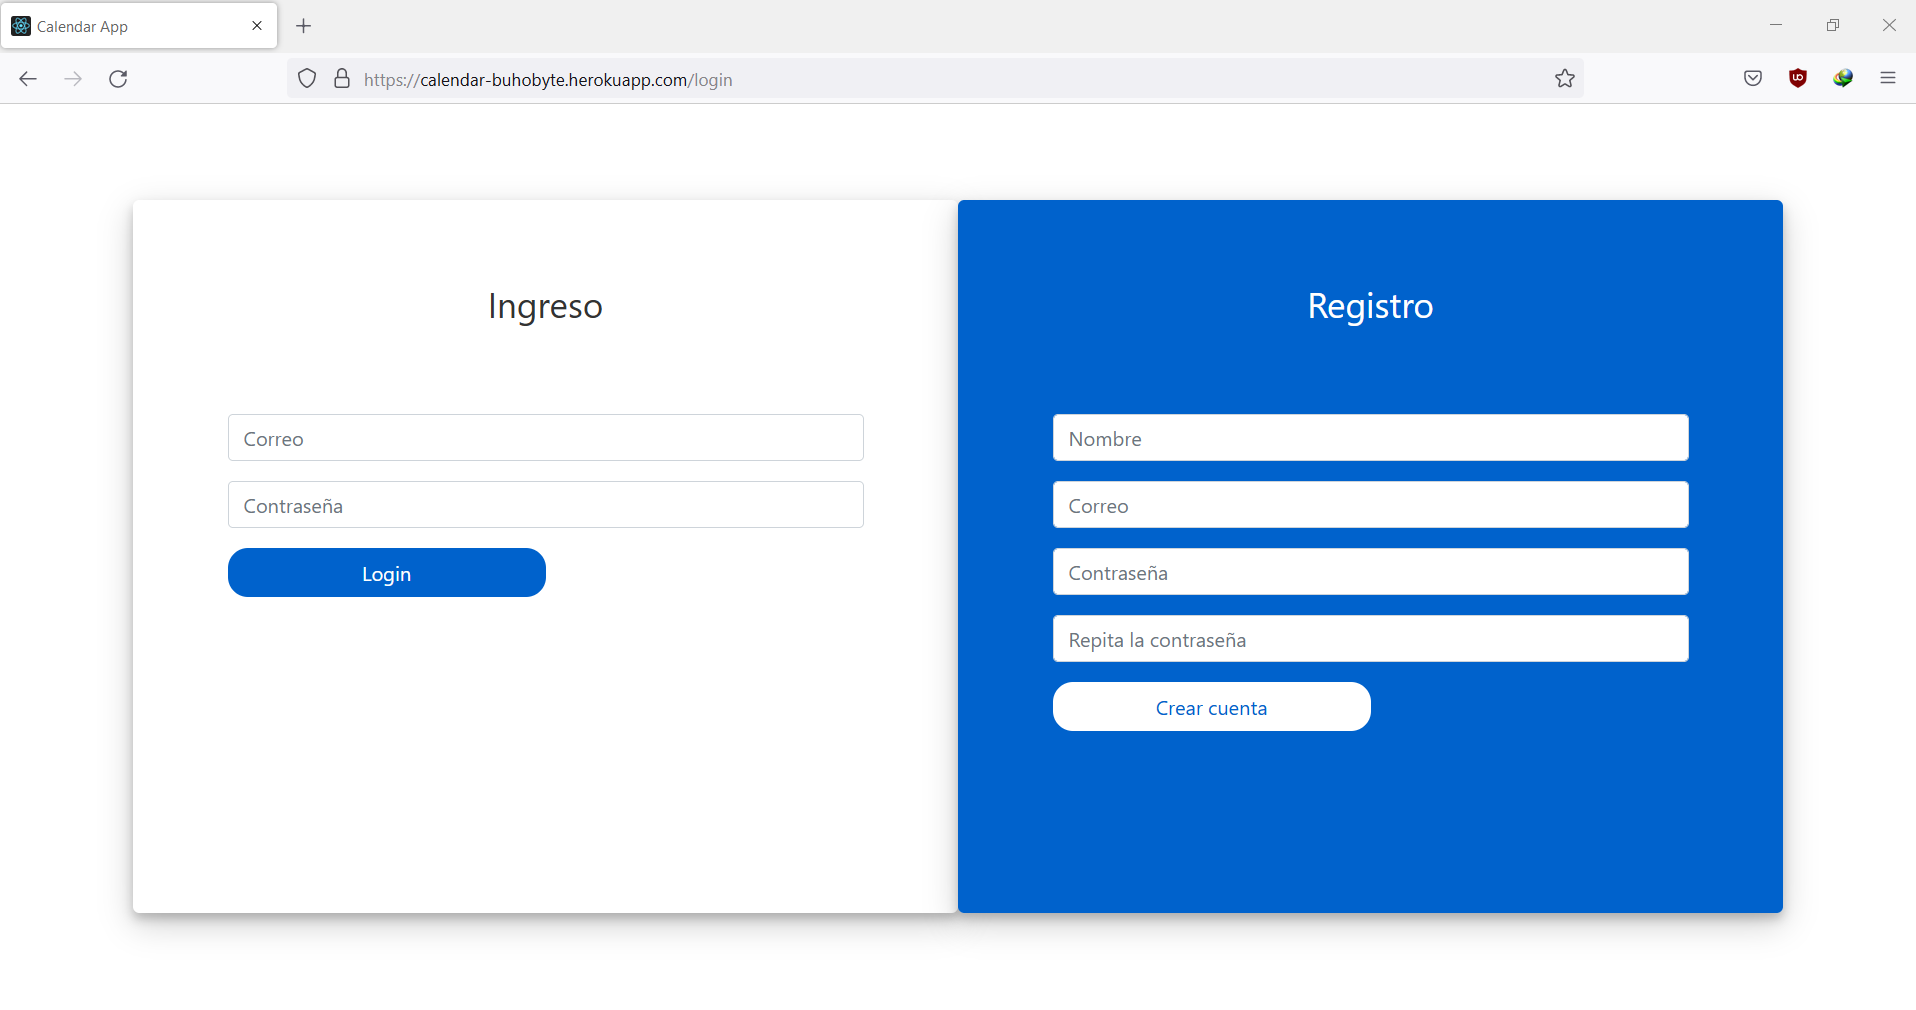 Calendar App
https://calendar-buhobyte.herokuapp.com/login
Ingreso
Correo
Contraseña
Login
Registro
Nombre
Correo
Contraseña
Repita la contraseña
Crear cuenta